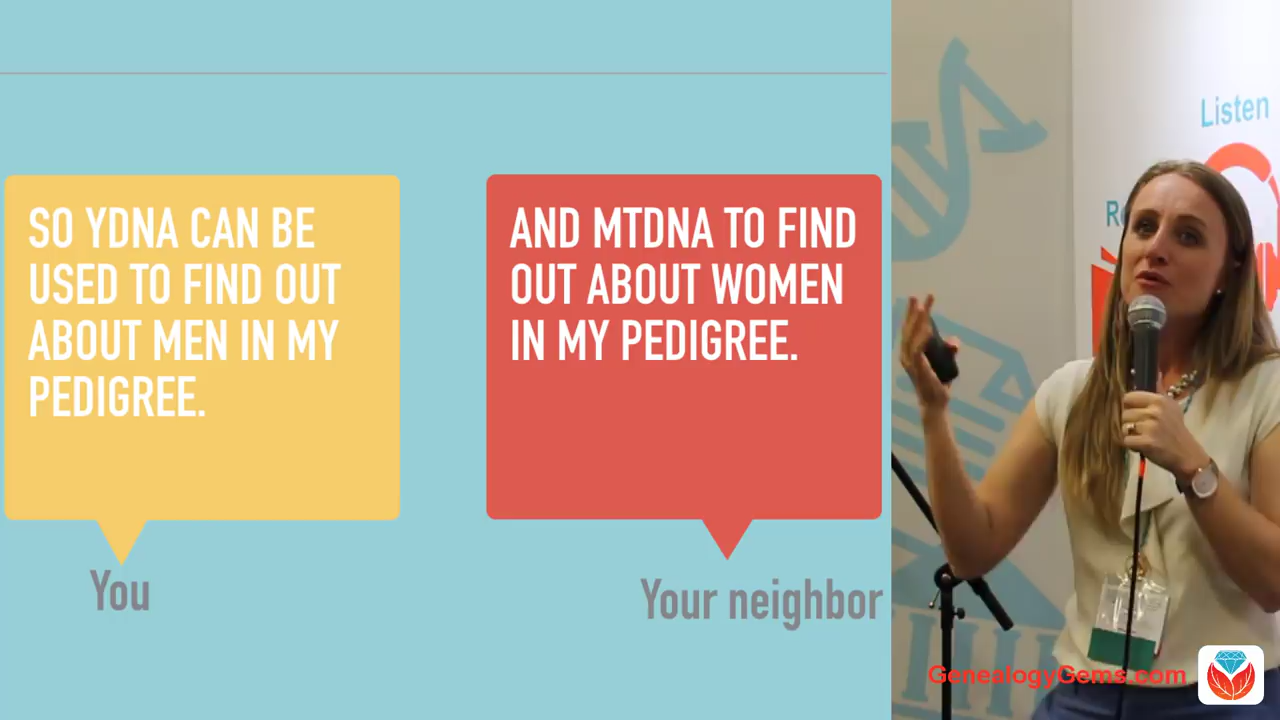 SO YDNA CAN BE
USED TO FIND OUT
ABOUT MEN IN MY
PEDIGREE.
You
AND MTDNA TO FIND
OUT ABOUT WOMEN
IN MY PEDIGREE.
Your neighbor
Listen
GenealogyGems.com